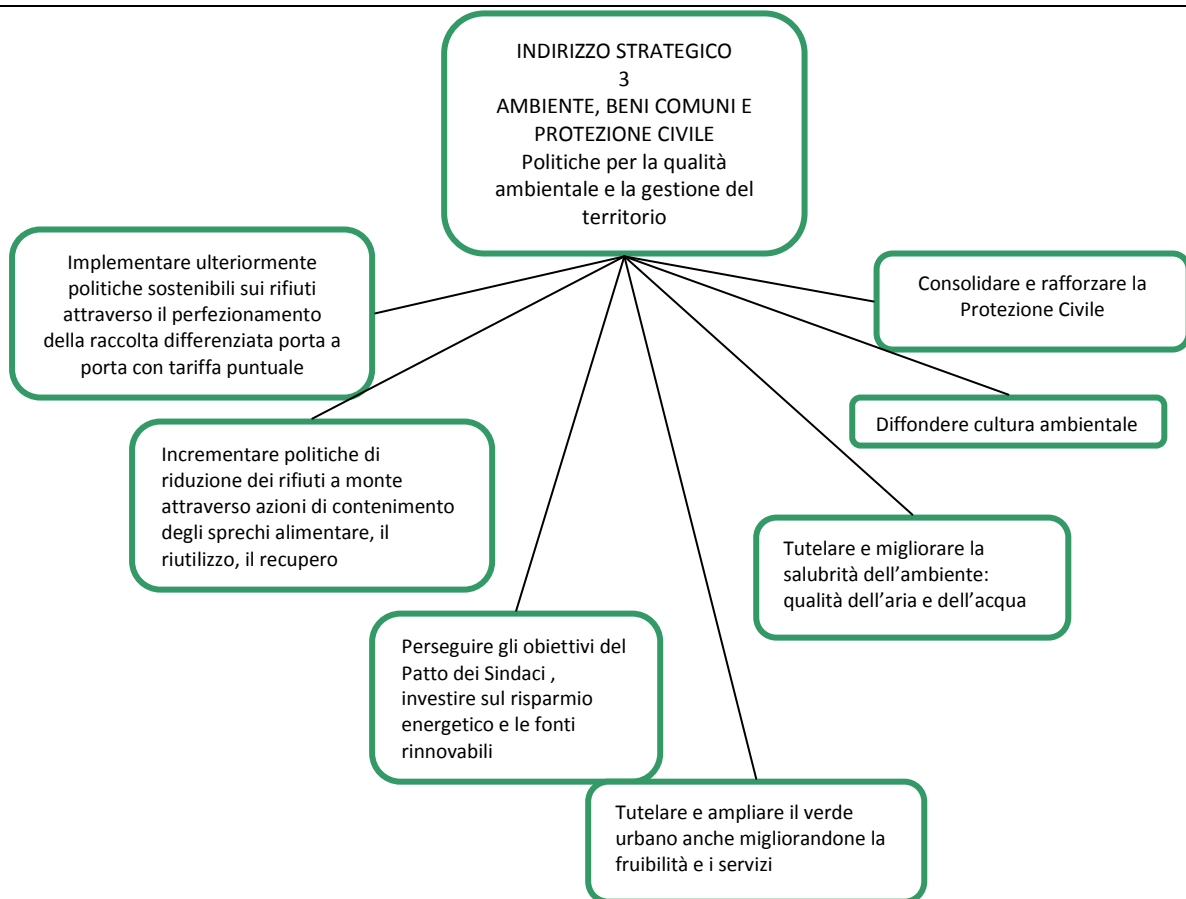 INDIRIZZO STRATEGICO
3
AMBIENTE, BENI COMUNI E
PROTEZIONE CIVILE
Politiche per la qualità
ambientale e la gestione del
territorio
Implementare ulteriormente
politiche sostenibili sui rifiuti
attraverso il perfezionamento
della raccolta differenziata porta a
porta con tariffa puntuale
Consolidare e rafforzare la
Protezione Civile
Diffondere cultura ambientale
Incrementare politiche di
riduzione dei rifiuti a monte
attraverso azioni di contenimento
degli sprechi alimentare, il
riutilizzo, il recupero
Tutelare e migliorare la
salubrità dell’ambiente:
qualità dell’aria e dell’acqua
Perseguire gli obiettivi del
Patto dei Sindaci ,
investire sul risparmio
energetico e le fonti
rinnovabili
Tutelare e ampliare il verde
urbano anche migliorandone la
fruibilità e i servizi